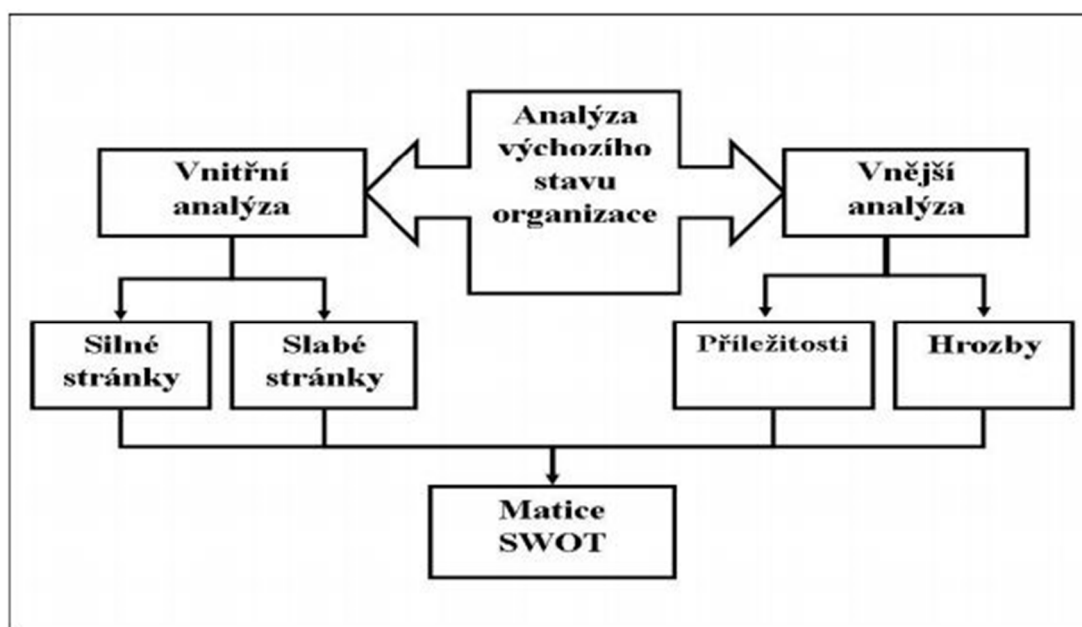 Analýza
výchozího
stavu
organizace
Vnitřní
analýza
Vnější
analýza
Silné
stránky
Slabé
stránky
Příležitosti
Hrozby
Matice
SWOT